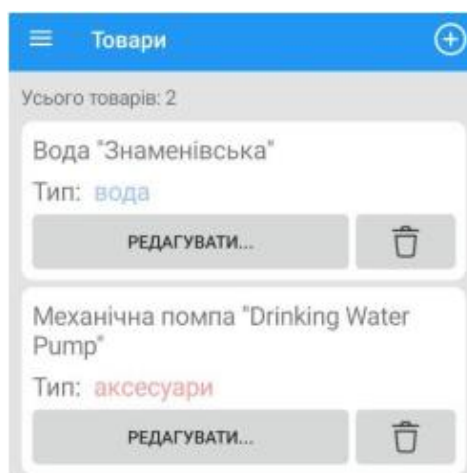 Товари
Усього товарів: 2
Вода "Знаменівська"
Тип: вода
РЕДАГУВАТИ...
Механічна помпа "Drinking Water
Pump"
Тип: аксесуари
РЕДАГУВАТИ...